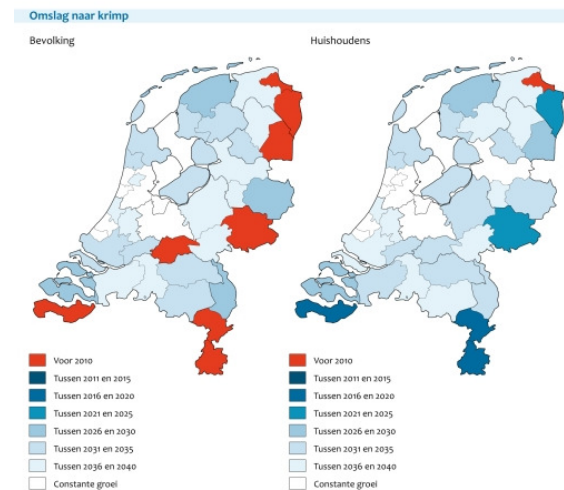 Omslag naar krimp
Bevolking
Huishoudens
Voor 2010
Tussen 2011 en 2015
Tussen 2016 en 2020
Tussen 2021 en 2025
Tussen 2026 en 2030
Tussen 2031 en 2035
Tussen 2036 en 2040
Constante groei
Voor 2010
Tussen 2011 en 2015
Tussen 2016 en 2020
Tussen 2021 en 2025
Tussen 2026 en 2030
Tussen 2031 en 2035
Tussen 2036 en 2040
Constante groei